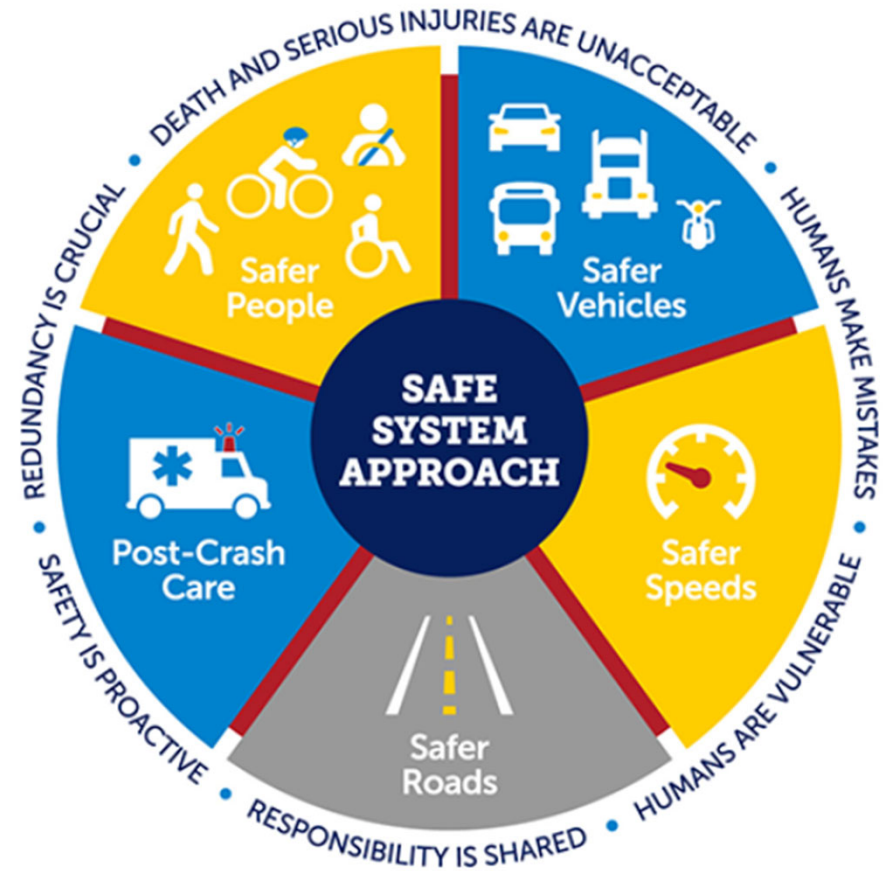 DEATH AND SERIOUS INJURIES ARE UNACCEPTABLE
HUMANS MAKE MISTAKES
HUMANS ARE VULNERABLE
RESPONSIBILITY IS SHARED
SAFETY IS PROACTIVE
REDUNDANCY IS CRUCIAL
Safer
People
Safer
Vehicles
SAFE
SYSTEM
APPROACH
Safer
Speeds
Post-Crash
Care
Safer
Roads